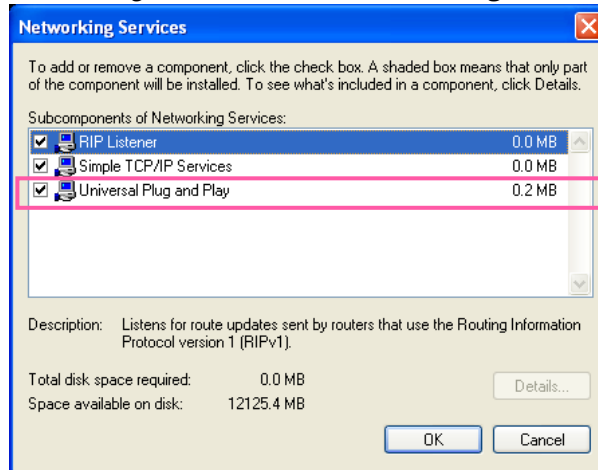 Networking Services
To add or remove a component, click the check box. A shaded box means that only part
of the component will be installed. To see what's included in a component, click Details.
Subcomponents of Networking Services:
RIP Listener 0.0 MB
Simple TCP/IP Services 0.0 MB
Universal Plug and Play 0.2 MB
Description: Listens for route updates sent by routers that use the Routing Information
Protocol version 1 (RIPv1).
Total disk space required: 0.0 MB
Details...
Space available on disk: 12125.4 MB
OK Cancel